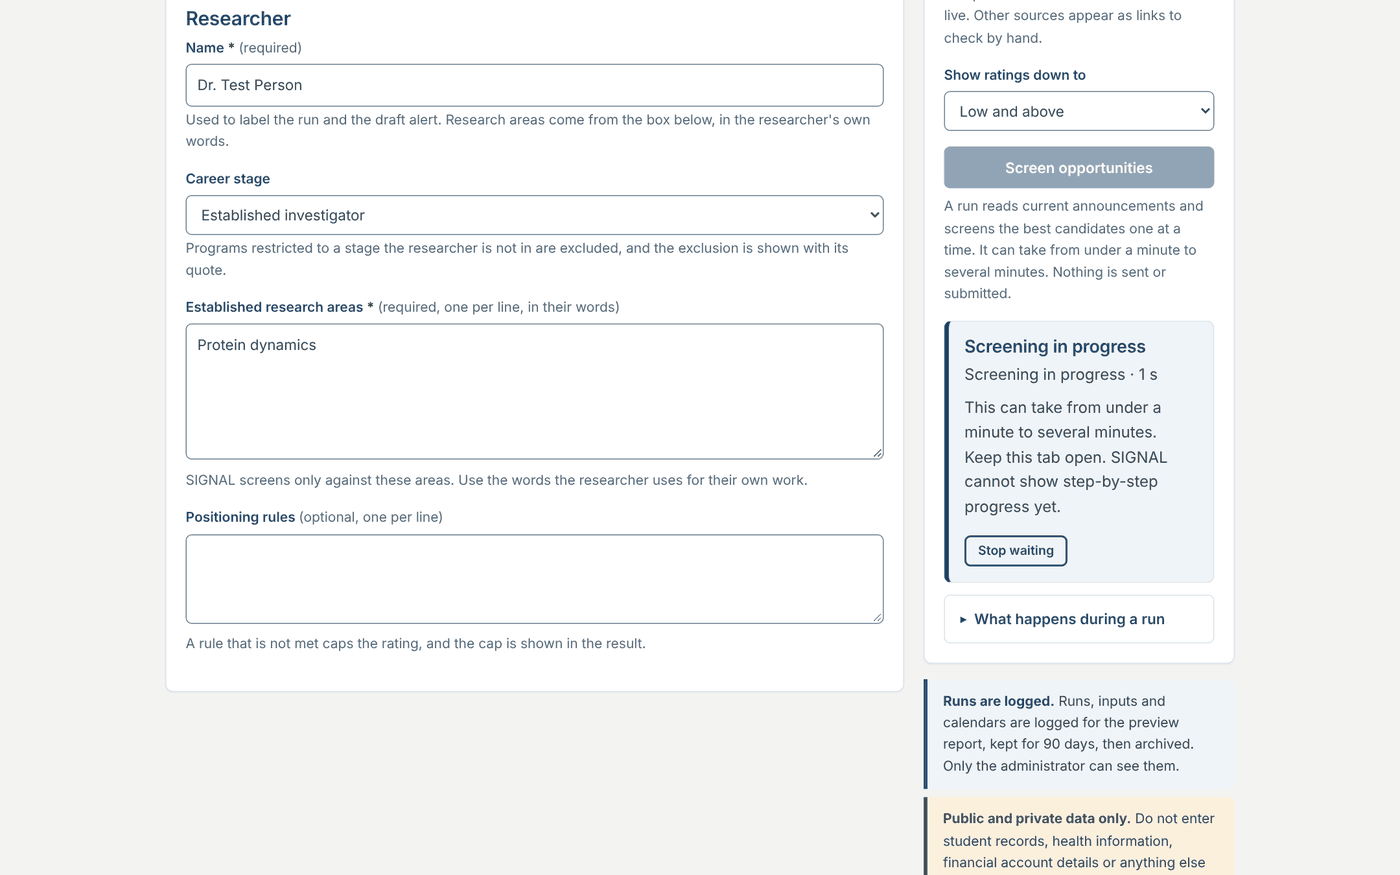 Researcher
Name * (required)
Dr. Test Person
Used to label the run and the draft alert. Research areas come from the box below, in the researcher's own
words.
Career stage
Established investigator
Programs restricted to a stage the researcher is not in are excluded, and the exclusion is shown with its
quote.
Established research areas * (required, one per line, in their words)
Protein dynamics
SIGNAL screens only against these areas. Use the words the researcher uses for their own work.
Positioning rules (optional, one per line)
A rule that is not met caps the rating, and the cap is shown in the result.
live. Other sources appear as links to
check by hand.
Show ratings down to
Low and above
Screen opportunities
A run reads current announcements and
screens the best candidates one at a
time. It can take from under a minute to
several minutes. Nothing is sent or
submitted.
Screening in progress
Screening in progress · 1 s
This can take from under a
minute to several minutes.
Keep this tab open. SIGNAL
cannot show step-by-step
progress yet.
Stop waiting
▸ What happens during a run
Runs are logged. Runs, inputs and
calendars are logged for the preview
report, kept for 90 days, then archived.
Only the administrator can see them.
Public and private data only. Do not enter
student records, health information,
financial account details or anything else